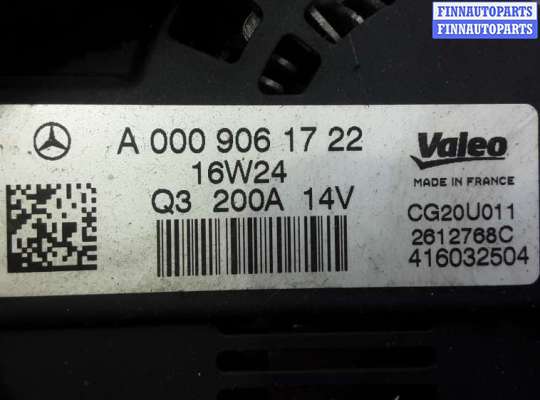 FINNAUTOPARTS
FINNAUTOPARTS
A 000 906 17 22
16W24
Q3 200A 14V
Valeo
MADE IN FRANCE
CG20U011
2612768C
416032504